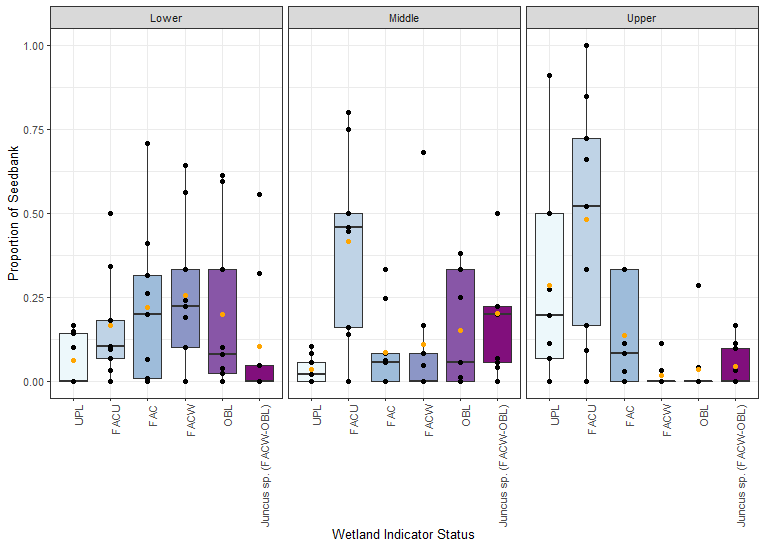 Lower Middle Upper
1.00
0.75
0.50
0.25
0.00
Proportion of Seedbank
UPL FACU FAC FACW OBL Juncus sp. (FACW-OBL) UPL FACU FAC FACW OBL Juncus sp. (FACW-OBL) UPL FACU FAC FACW OBL Juncus sp. (FACW-OBL)
Wetland Indicator Status